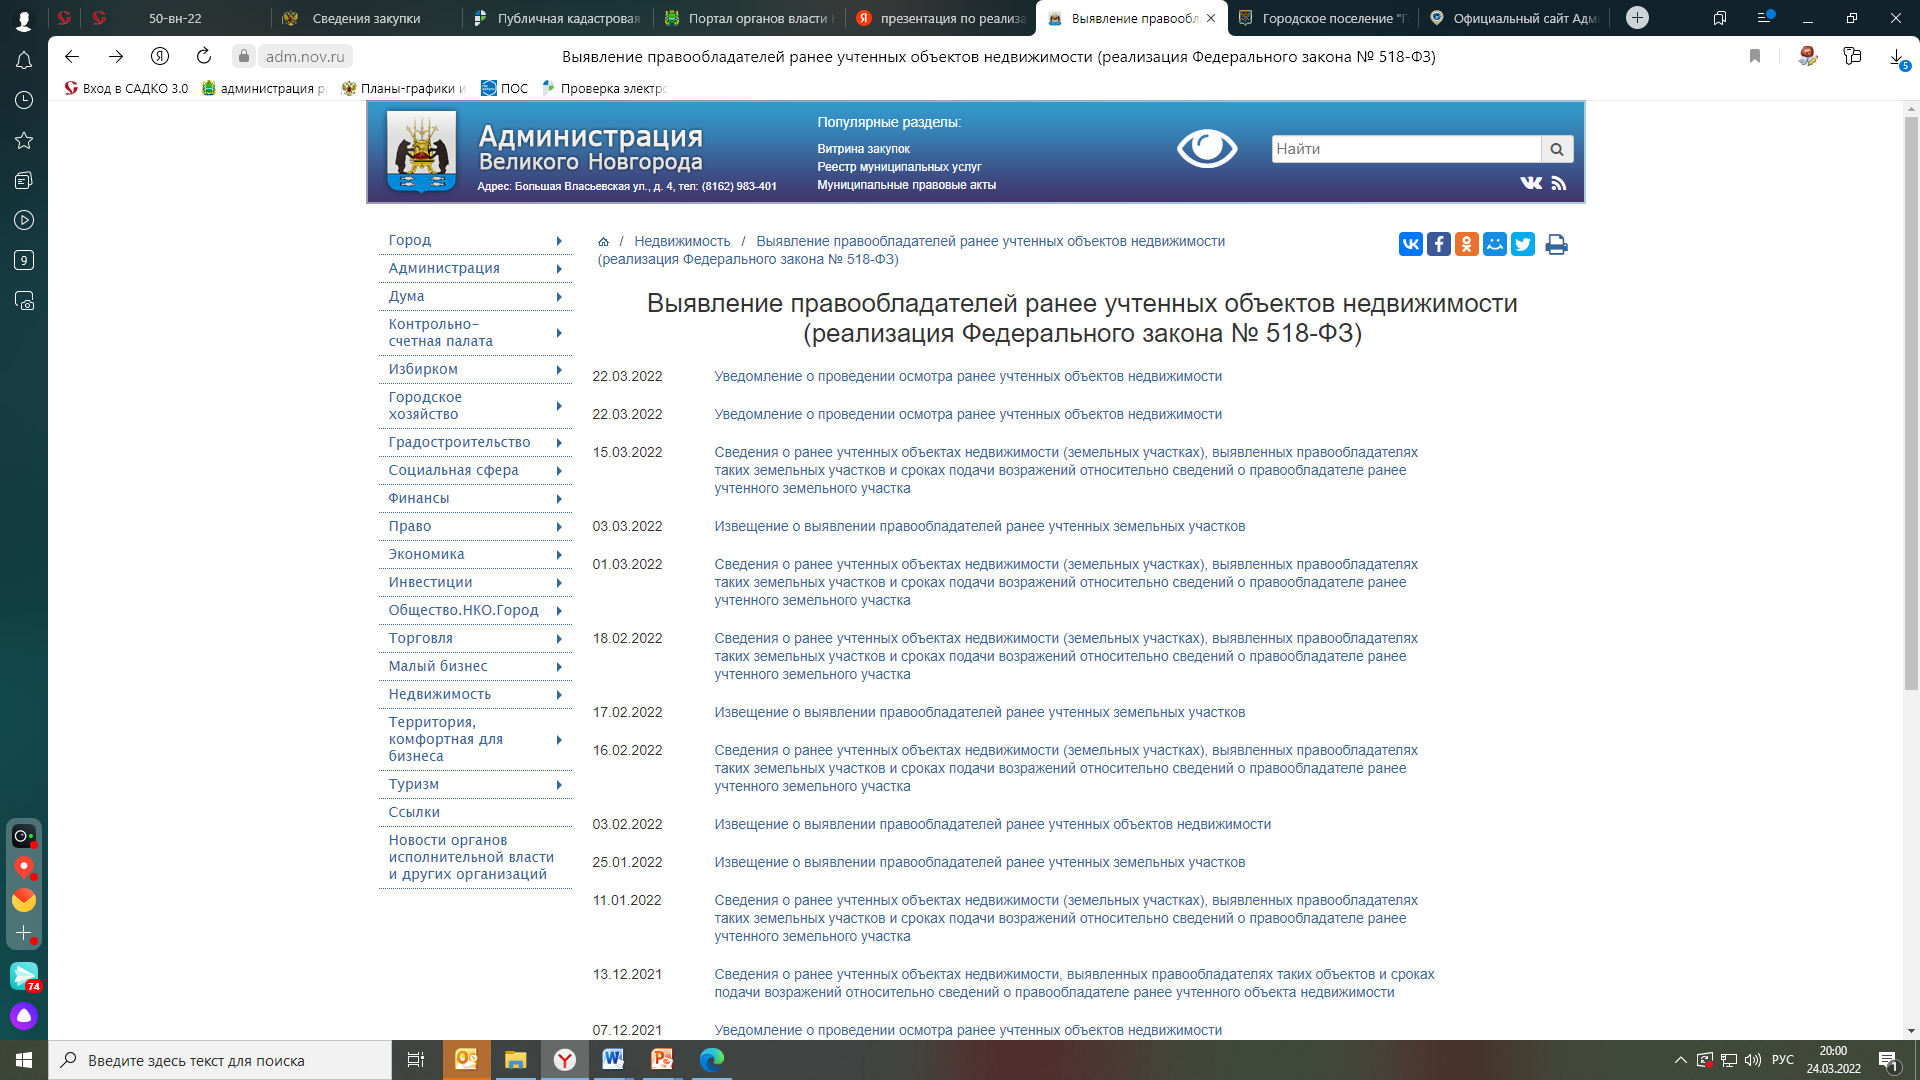 50-вн-22
Сведения закупки
Публичная кадастровая
Портал органов власти
презентация по реализа
Выявление правообл
Городское поселение "Г
Официальный сайт Адм
adm.nov.ru
Выявление правообладателей ранее учтенных объектов недвижимости (реализация Федерального закона № 518-ФЗ)
5
Вход в САДКО 3.0
администрация р
Планы-графики и
ПОС
Проверка электро
Администрация
Великого Новгорода
Адрес: Большая Власьевская ул., д. 4, тел: (8162) 983-401
Популярные разделы:
Витрина закупок
Реестр муниципальных услуг
Муниципальные правовые акты
Найти
9
Город
Администрация
Дума
Контрольно-
счетная палата
Избирком
Городское
хозяйство
Градостроительство
Социальная сфера
Финансы
Право
Экономика
Инвестиции
Общество.НКО.Город
Торговля
Малый бизнес
Недвижимость
Территория,
комфортная для
бизнеса
Туризм
Ссылки
Новости органов
исполнительной власти
и других организаций
/ Недвижимость / Выявление правообладателей ранее учтенных объектов недвижимости
(реализация Федерального закона № 518-ФЗ)
Выявление правообладателей ранее учтенных объектов недвижимости
(реализация Федерального закона № 518-ФЗ)
22.03.2022 Уведомление о проведении осмотра ранее учтенных объектов недвижимости
22.03.2022 Уведомление о проведении осмотра ранее учтенных объектов недвижимости
15.03.2022 Сведения о ранее учтенных объектах недвижимости (земельных участках), выявленных правообладателях
таких земельных участков и сроках подачи возражений относительно сведений о правообладателе ранее
учтенного земельного участка
03.03.2022 Извещение о выявлении правообладателей ранее учтенных земельных участков
01.03.2022 Сведения о ранее учтенных объектах недвижимости (земельных участках), выявленных правообладателях
таких земельных участков и сроках подачи возражений относительно сведений о правообладателе ранее
учтенного земельного участка
18.02.2022 Сведения о ранее учтенных объектах недвижимости (земельных участках), выявленных правообладателях
таких земельных участков и сроках подачи возражений относительно сведений о правообладателе ранее
учтенного земельного участка
17.02.2022 Извещение о выявлении правообладателей ранее учтенных земельных участков
16.02.2022 Сведения о ранее учтенных объектах недвижимости (земельных участках), выявленных правообладателях
таких земельных участков и сроках подачи возражений относительно сведений о правообладателе ранее
учтенного земельного участка
03.02.2022 Извещение о выявлении правообладателей ранее учтенных объектов недвижимости
25.01.2022 Извещение о выявлении правообладателей ранее учтенных земельных участков
11.01.2022 Сведения о ранее учтенных объектах недвижимости (земельных участках), выявленных правообладателях
таких земельных участков и сроках подачи возражений относительно сведений о правообладателе ранее
учтенного земельного участка
13.12.2021 Сведения о ранее учтенных объектах недвижимости, выявленных правообладателях таких объектов и сроках
подачи возражений относительно сведений о правообладателе ранее учтенного объекта недвижимости
07.12.2021 Уведомление о проведении осмотра ранее учтенных объектов недвижимости
74
Введите здесь текст для поиска
РУС
20:00
24.03.2022
1